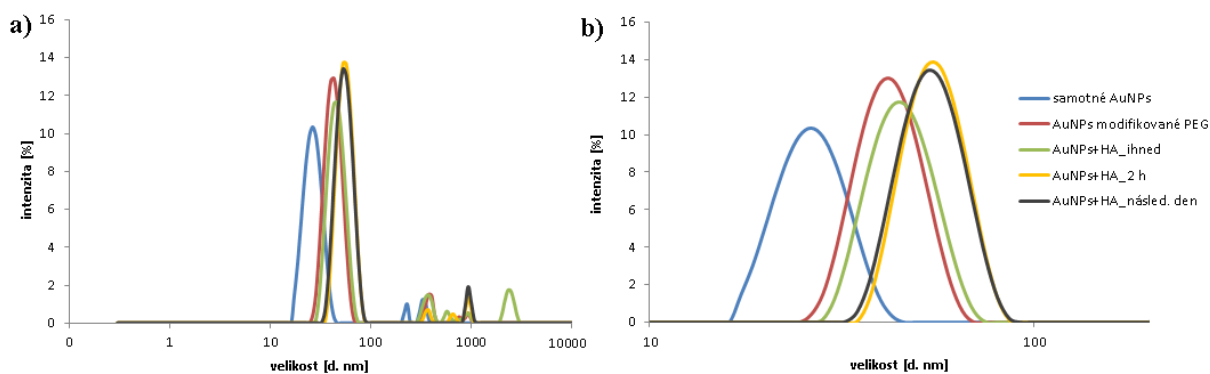 a)
16
14
12
10
8
6
4
2
0
intenzita [%]
0 1 10 100 1000 10000
velikost [d. nm]
b)
16
14
12
10
8
6
4
2
0
intenzita [%]
10 100
velikost [d. nm]
samotné AuNPs
AuNPs modifikované PEG
AuNPs+HA_ihned
AuNPs+HA_2 h
AuNPs+HA_násled. den